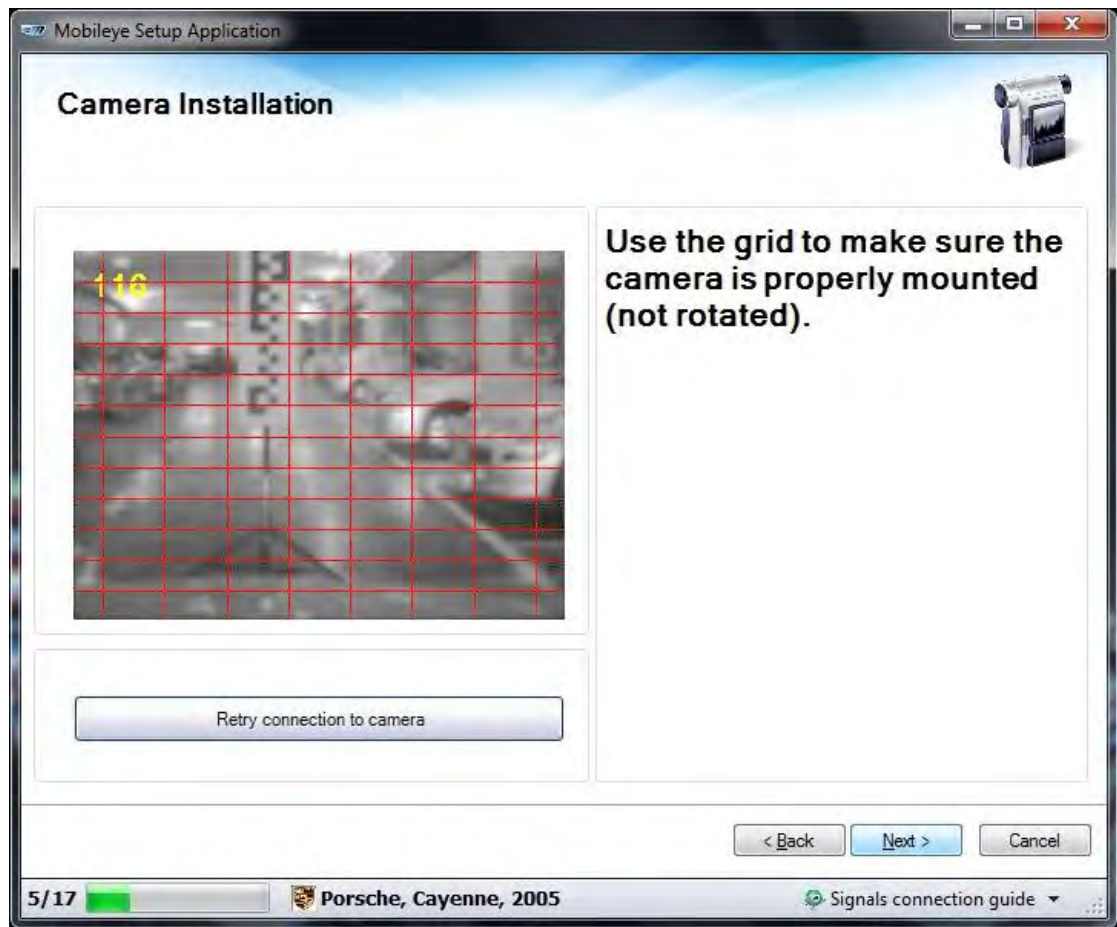 Mobileye Setup Application
Camera Installation
116
Use the grid to make sure the
camera is properly mounted
(not rotated).
Retry connection to camera
< Back
Next >
Cancel
5/17
Porsche, Cayenne, 2005
Signals connection guide